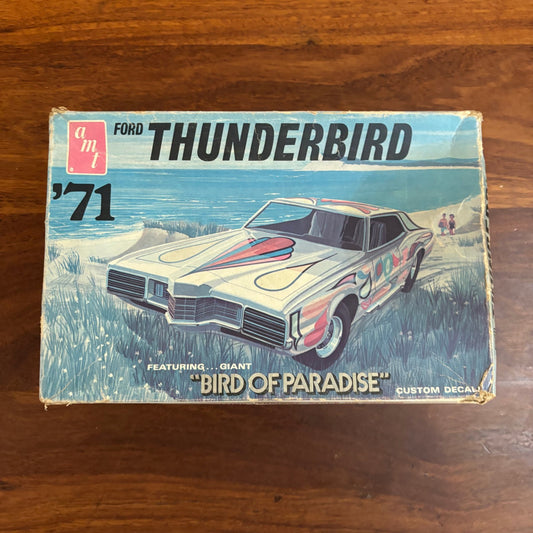 amt
FORD THUNDERBIRD
'71
FEATURING...GIANT
"BIRD OF PARADISE"
CUSTOM DECAL